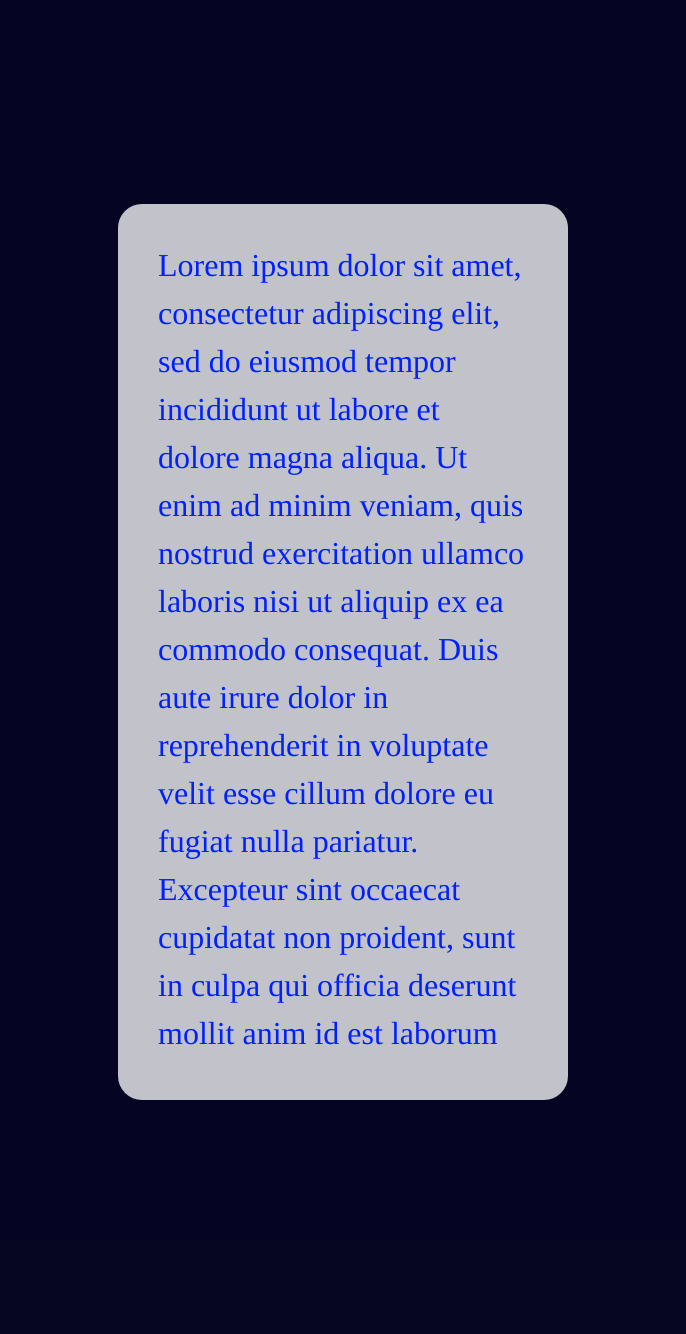 Lorem ipsum dolor sit amet,
consectetur adipiscing elit,
sed do eiusmod tempor
incididunt ut labore et
dolore magna aliqua. Ut
enim ad minim veniam, quis
nostrud exercitation ullamco
laboris nisi ut aliquip ex ea
commodo consequat. Duis
aute irure dolor in
reprehenderit in voluptate
velit esse cillum dolore eu
fugiat nulla pariatur.
Excepteur sint occaecat
cupidatat non proident, sunt
in culpa qui officia deserunt
mollit anim id est laborum